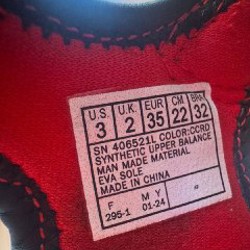 U.S. U.K. EUR CM BRA
3 2 35 22 32
SN 406521L COLOR:CCRD
SYNTHETIC UPPER BALANCE
MAN MADE MATERIAL
EVA SOLE
MADE IN CHINA
F M Y #
295-1 01-24